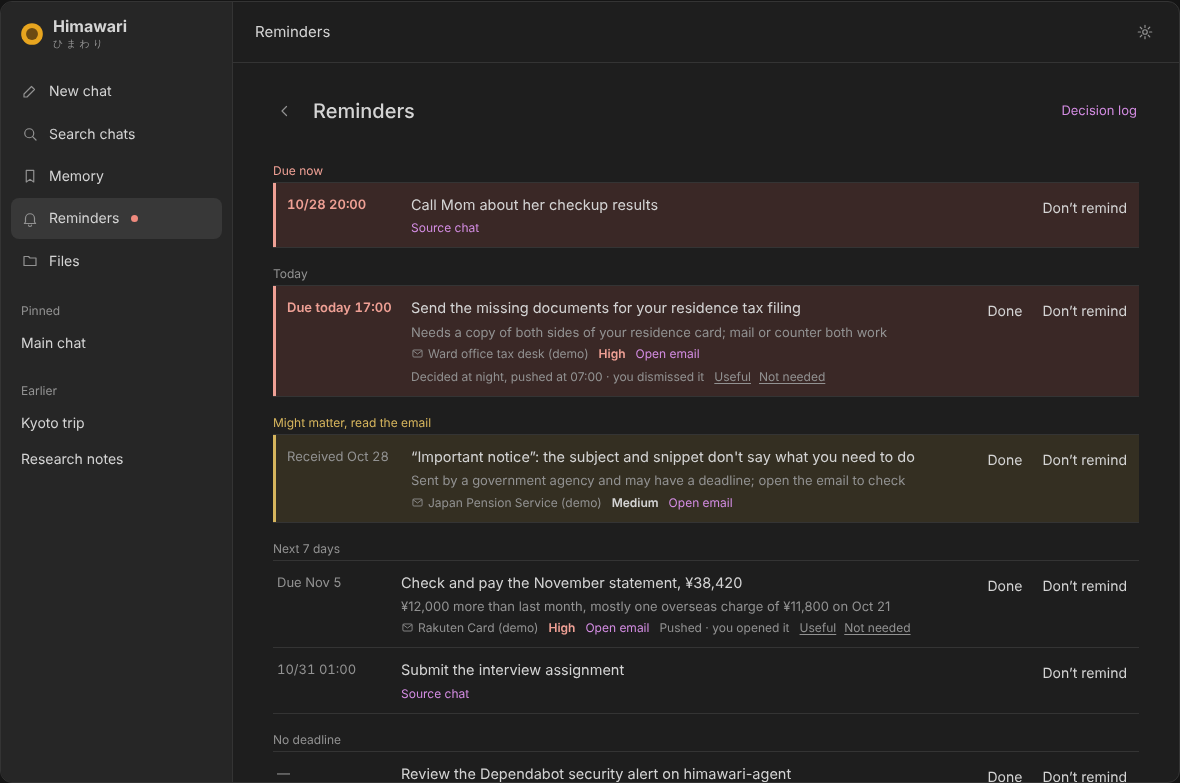 Himawari
ひまわり
New chat
Search chats
Memory
Reminders
Files
Pinned
Main chat
Earlier
Kyoto trip
Research notes
Reminders
Reminders
Decision log
Due now
10/28 20:00
Call Mom about her checkup results
Don’t remind
Source chat
Today
Due today 17:00
Send the missing documents for your residence tax filing
Done
Don’t remind
Needs a copy of both sides of your residence card; mail or counter both work
Ward office tax desk (demo) High Open email
Decided at night, pushed at 07:00 · you dismissed it Useful Not needed
Might matter, read the email
Received Oct 28
“Important notice”: the subject and snippet don't say what you need to do
Done
Don’t remind
Sent by a government agency and may have a deadline; open the email to check
Japan Pension Service (demo) Medium Open email
Next 7 days
Due Nov 5
Check and pay the November statement, ¥38,420
Done
Don’t remind
¥12,000 more than last month, mostly one overseas charge of ¥11,800 on Oct 21
Rakuten Card (demo) High Open email Pushed · you opened it Useful Not needed
10/31 01:00
Submit the interview assignment
Don’t remind
Source chat
No deadline
—
Review the Dependabot security alert on himawari-agent
Done
Don’t remind